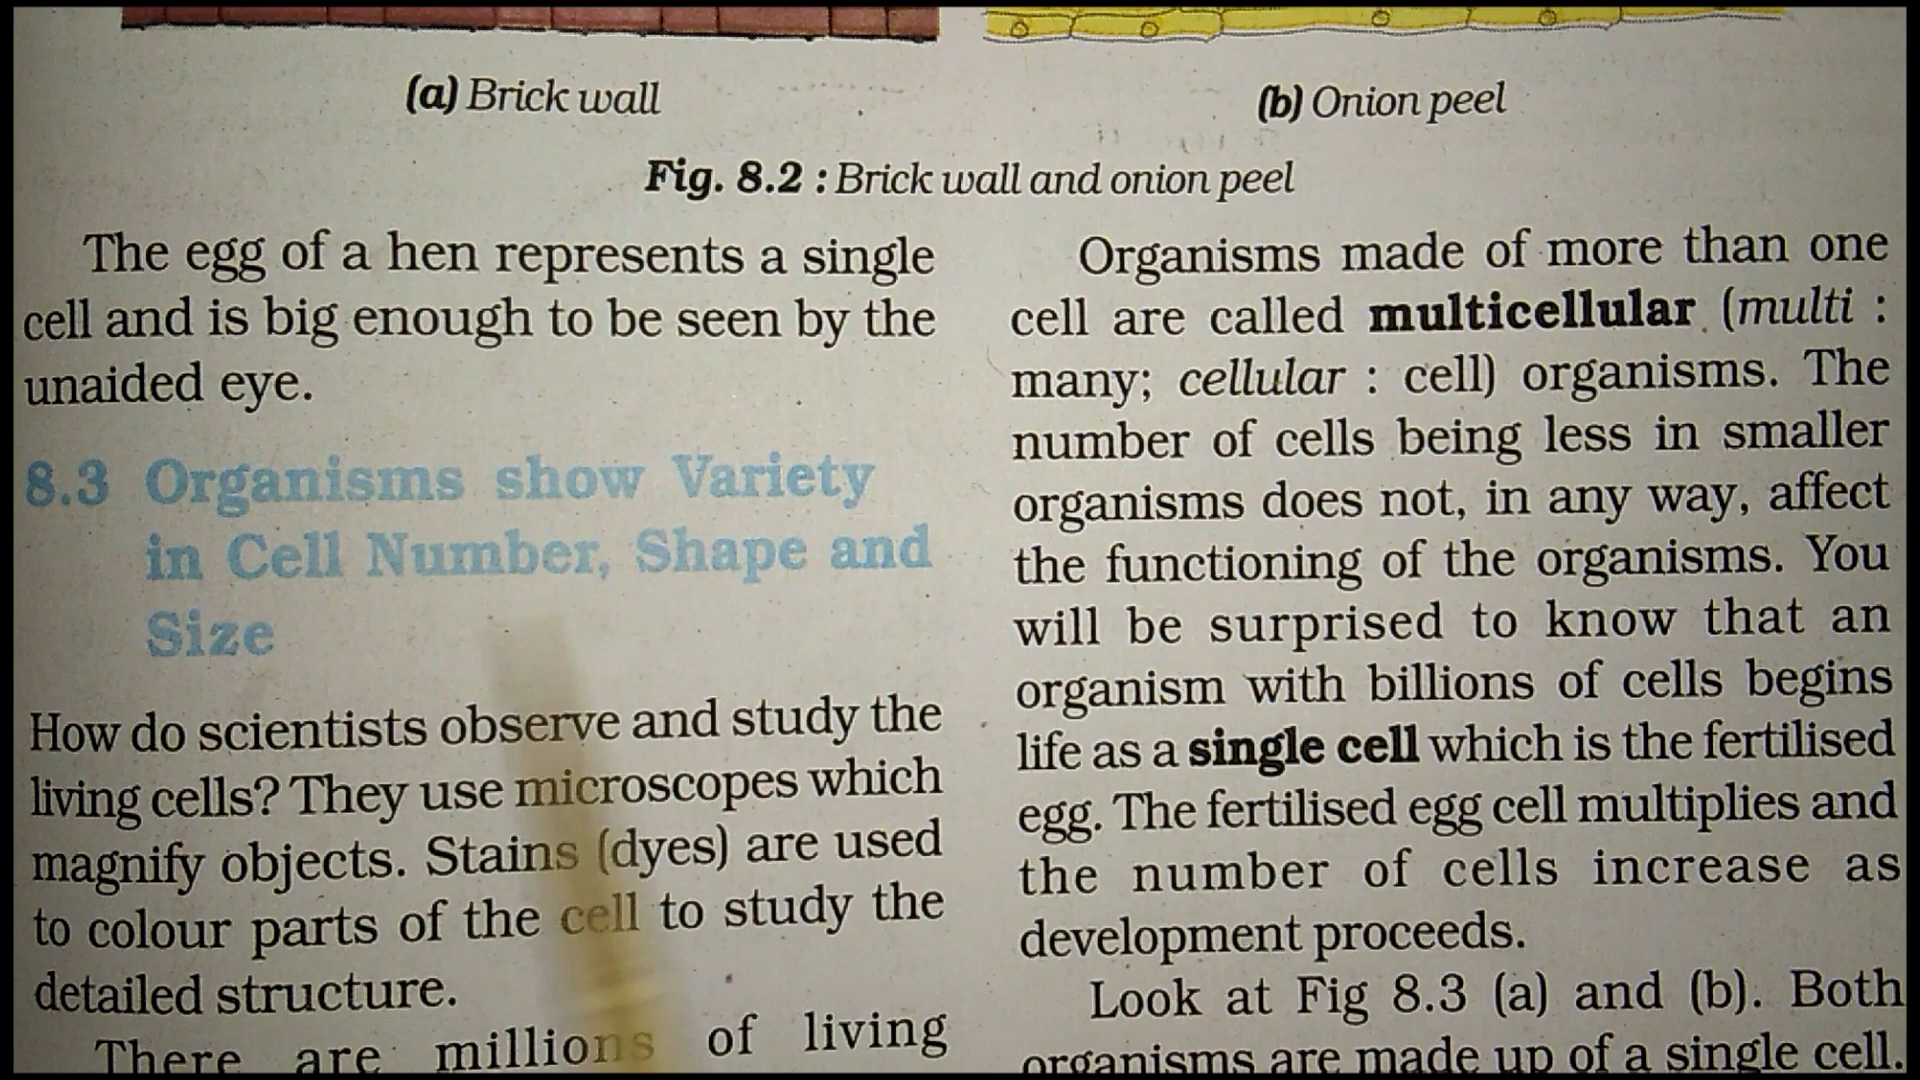 (a) Brick wall
(b) Onion peel
Fig. 8.2 : Brick wall and onion peel
The egg of a hen represents a single
cell and is big enough to be seen by the
unaided eye.
8.3 Organisms show Variety
in Cell Number, Shape and
Size
How do scientists observe and study the
living cells? They use microscopes which
magnify objects. Stains (dyes) are used
to colour parts of the cell to study the
detailed structure.
There are millions of living
Organisms made of more than one
cell are called multicellular (multi :
many; cellular : cell) organisms. The
number of cells being less in smaller
organisms does not, in any way, affect
the functioning of the organisms. You
will be surprised to know that an
organism with billions of cells begins
life as a single cell which is the fertilised
egg. The fertilised egg cell multiplies and
the number of cells increase as
development proceeds.
Look at Fig 8.3 (a) and (b). Both
organisms are made up of a single cell.